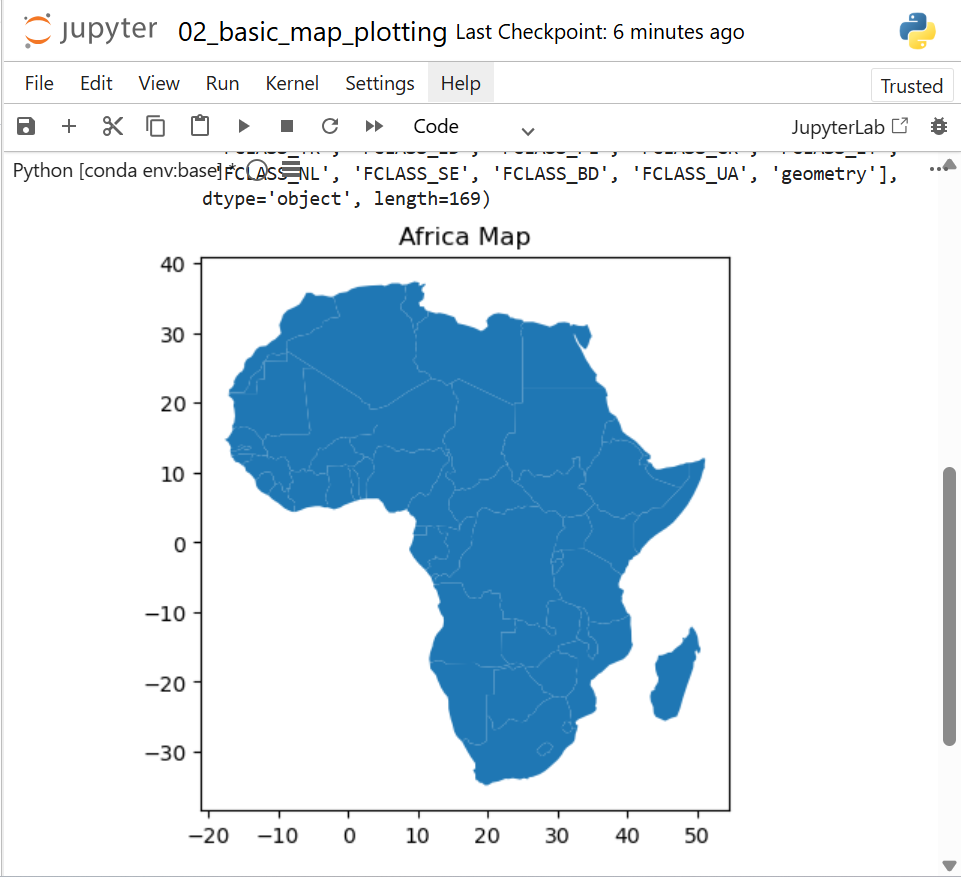 jupyter 02_basic_map_plotting Last Checkpoint: 6 minutes ago
File Edit View Run Kernel Settings Help Trusted
Code JupyterLab
Python [conda env:base] *
'FCLASS_NL', 'FCLASS_SE', 'FCLASS_BD', 'FCLASS_UA', 'geometry'],
dtype='object', length=169)
Africa Map
40
30
20
10
0
−10
−20
−30
−20 −10 0 10 20 30 40 50